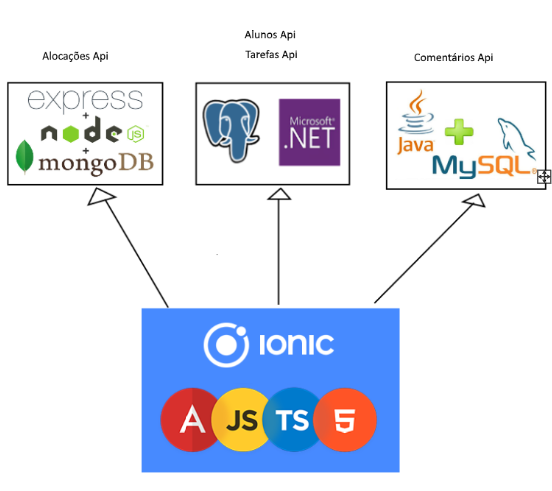 Alunos Api
Alocações Api
Tarefas Api
Comentários Api
express
+
node
JS
+
mongoDB
Microsoft®
.NET
Java
MySQL
IONIC
A
JS
TS
5